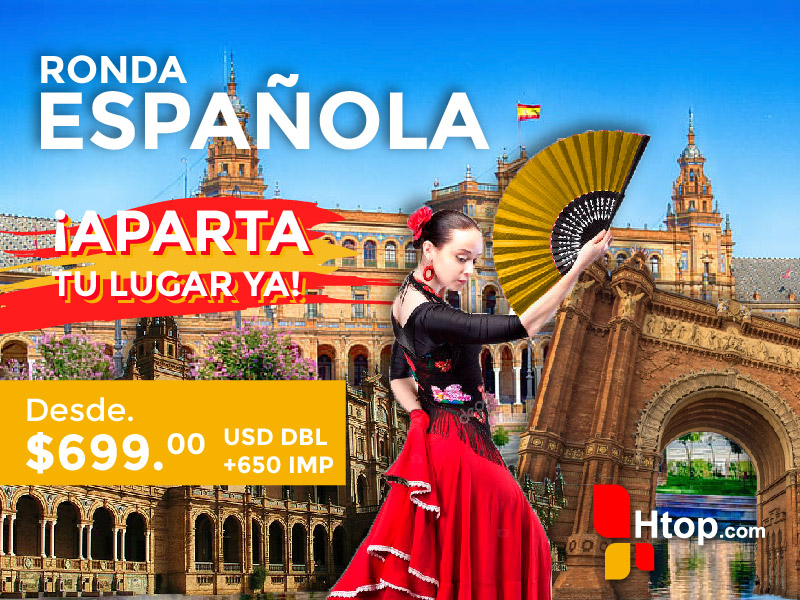 RONDA
ESPAÑOLA
¡APARTA
TU LUGAR YA!
Desde.
$699.00 USD DBL
+650 IMP
Htop.com